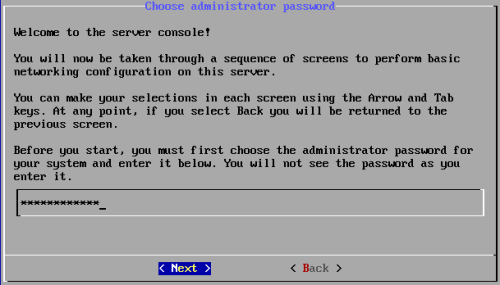 Choose administrator password
Welcome to the server console!
You will now be taken through a sequence of screens to perform basic
networking configuration on this server.
You can make your selections in each screen using the Arrow and Tab
keys. At any point, if you select Back you will be returned to the
previous screen.
Before you start, you must first choose the administrator password for
your system and enter it below. You will not see the password as you
enter it.
************_
< Next > < Back >